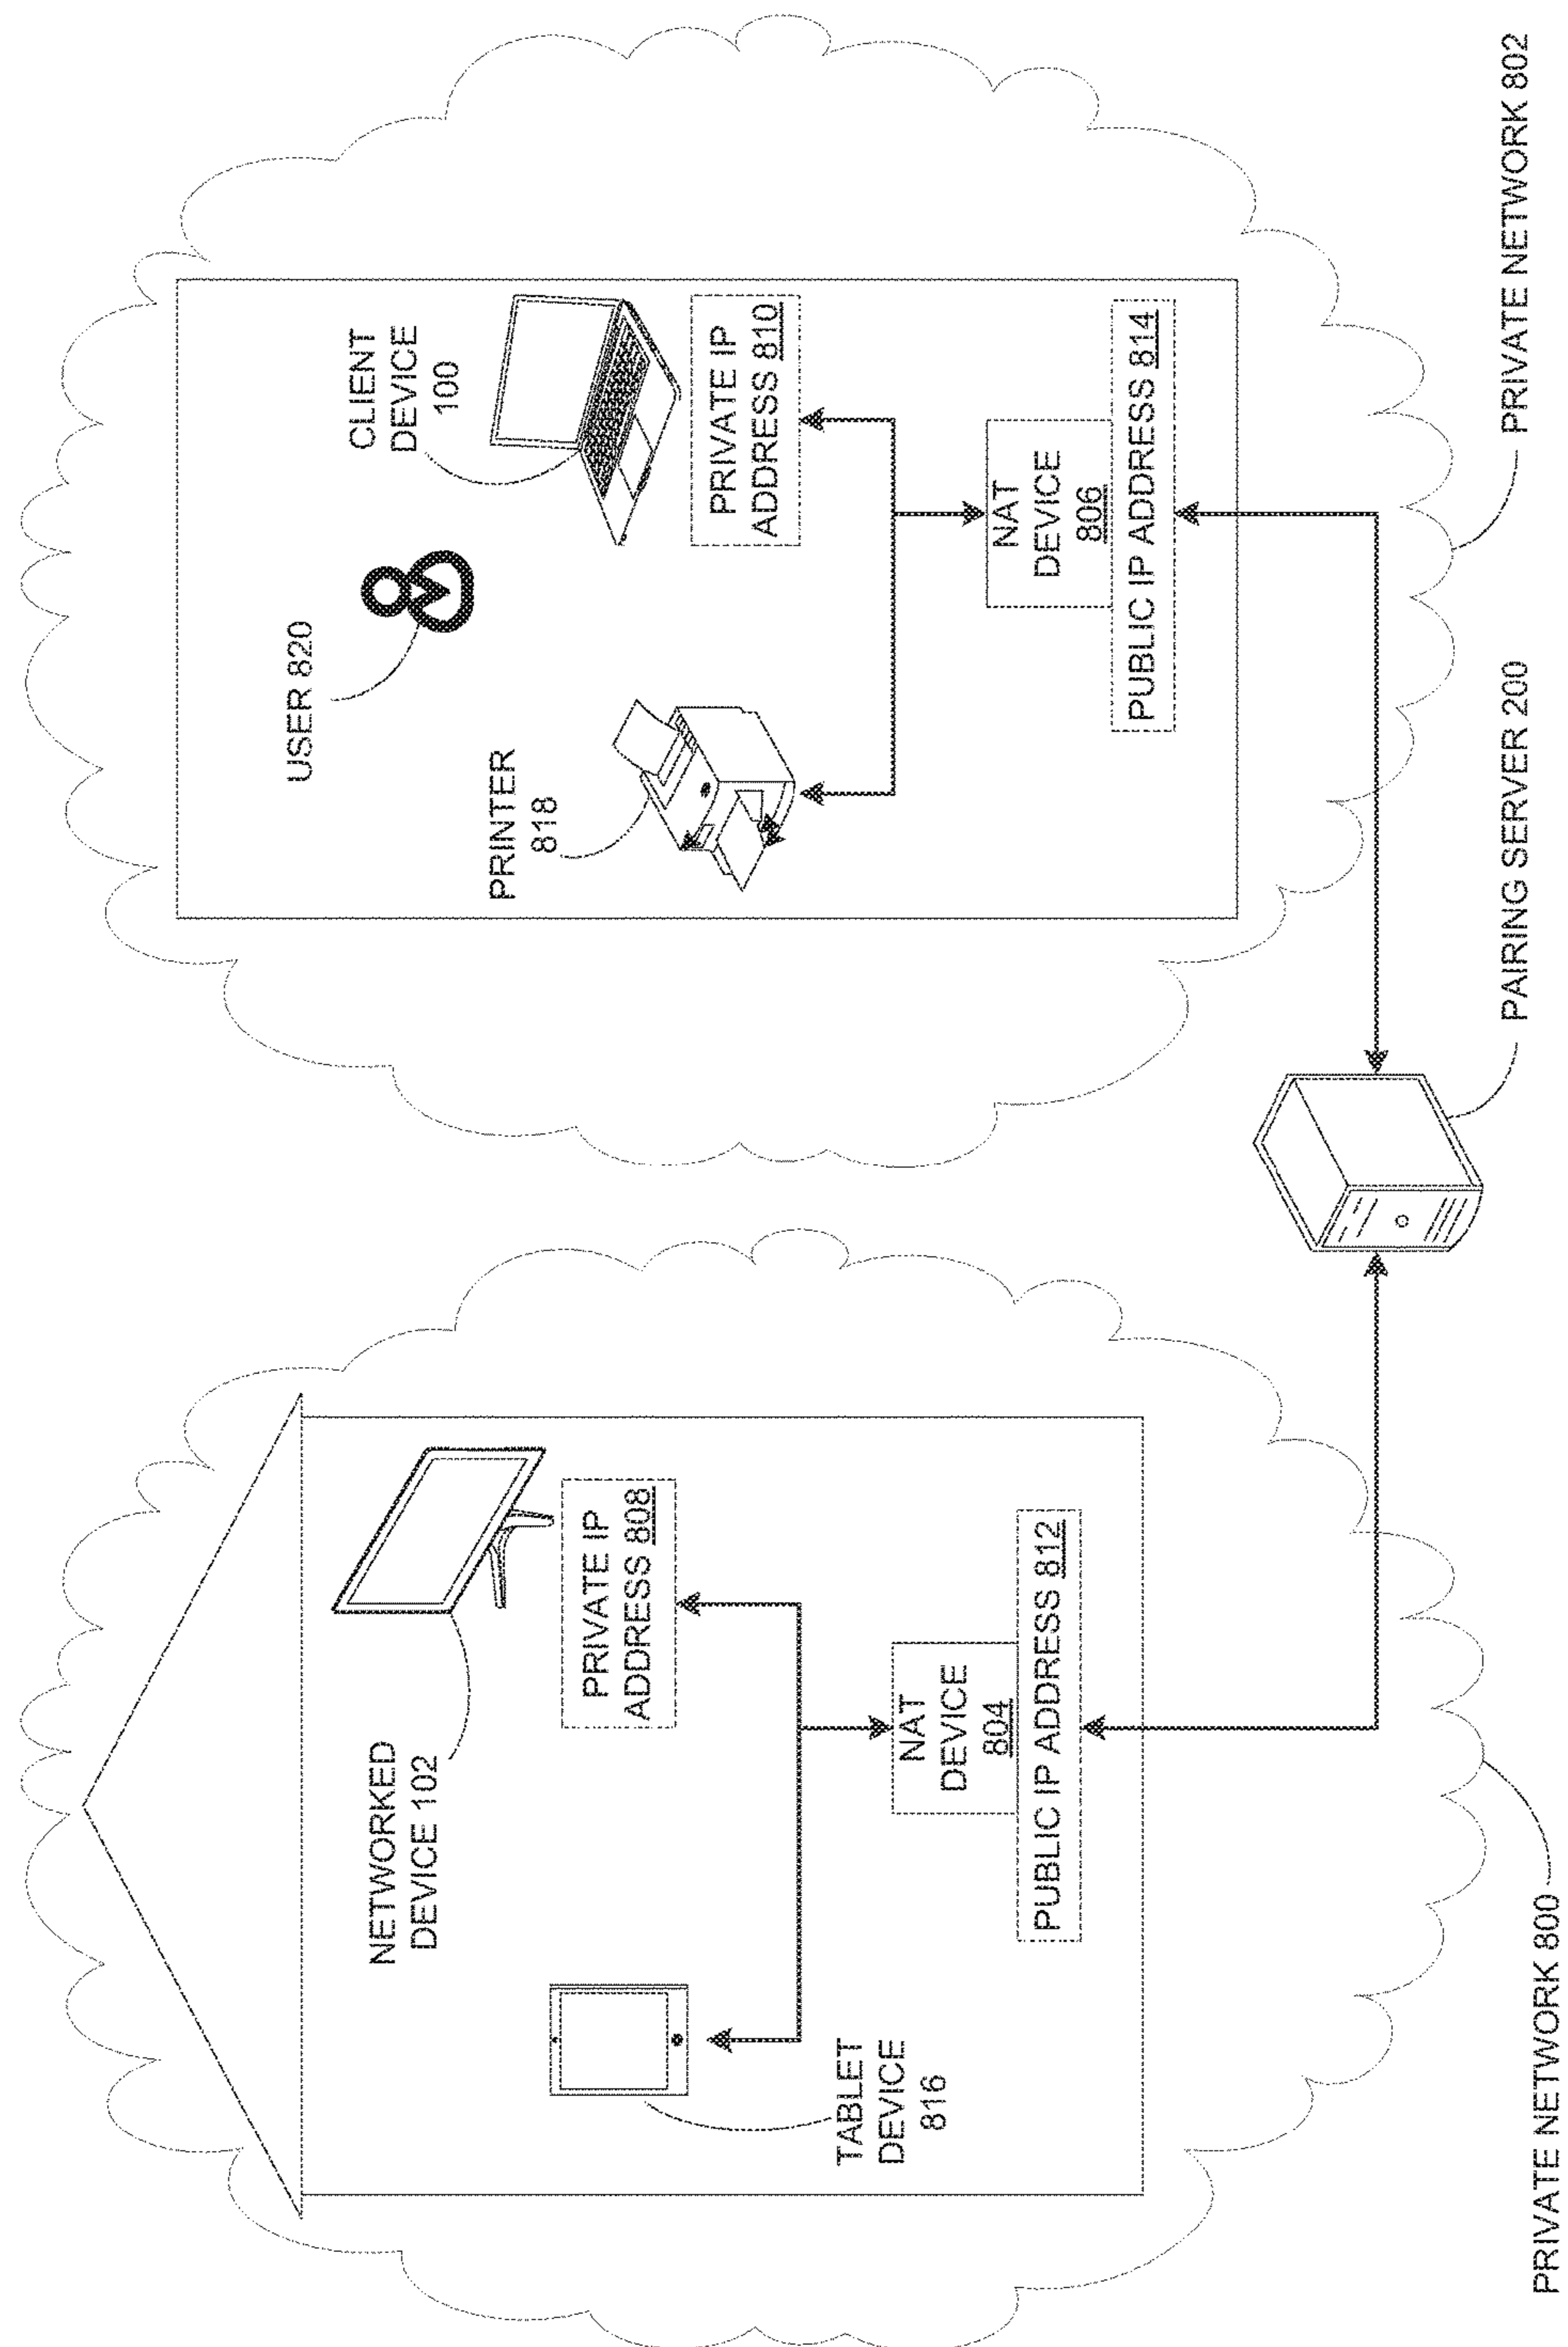 NETWORKED
DEVICE 102
PRIVATE IP
ADDRESS 808
TABLET
DEVICE
816
NAT
DEVICE
804
PUBLIC IP ADDRESS 812
PRIVATE NETWORK 800
USER 820
CLIENT
DEVICE
100
PRINTER
818
PRIVATE IP
ADDRESS 810
NAT
DEVICE
806
PUBLIC IP ADDRESS 814
PAIRING SERVER 200
PRIVATE NETWORK 802